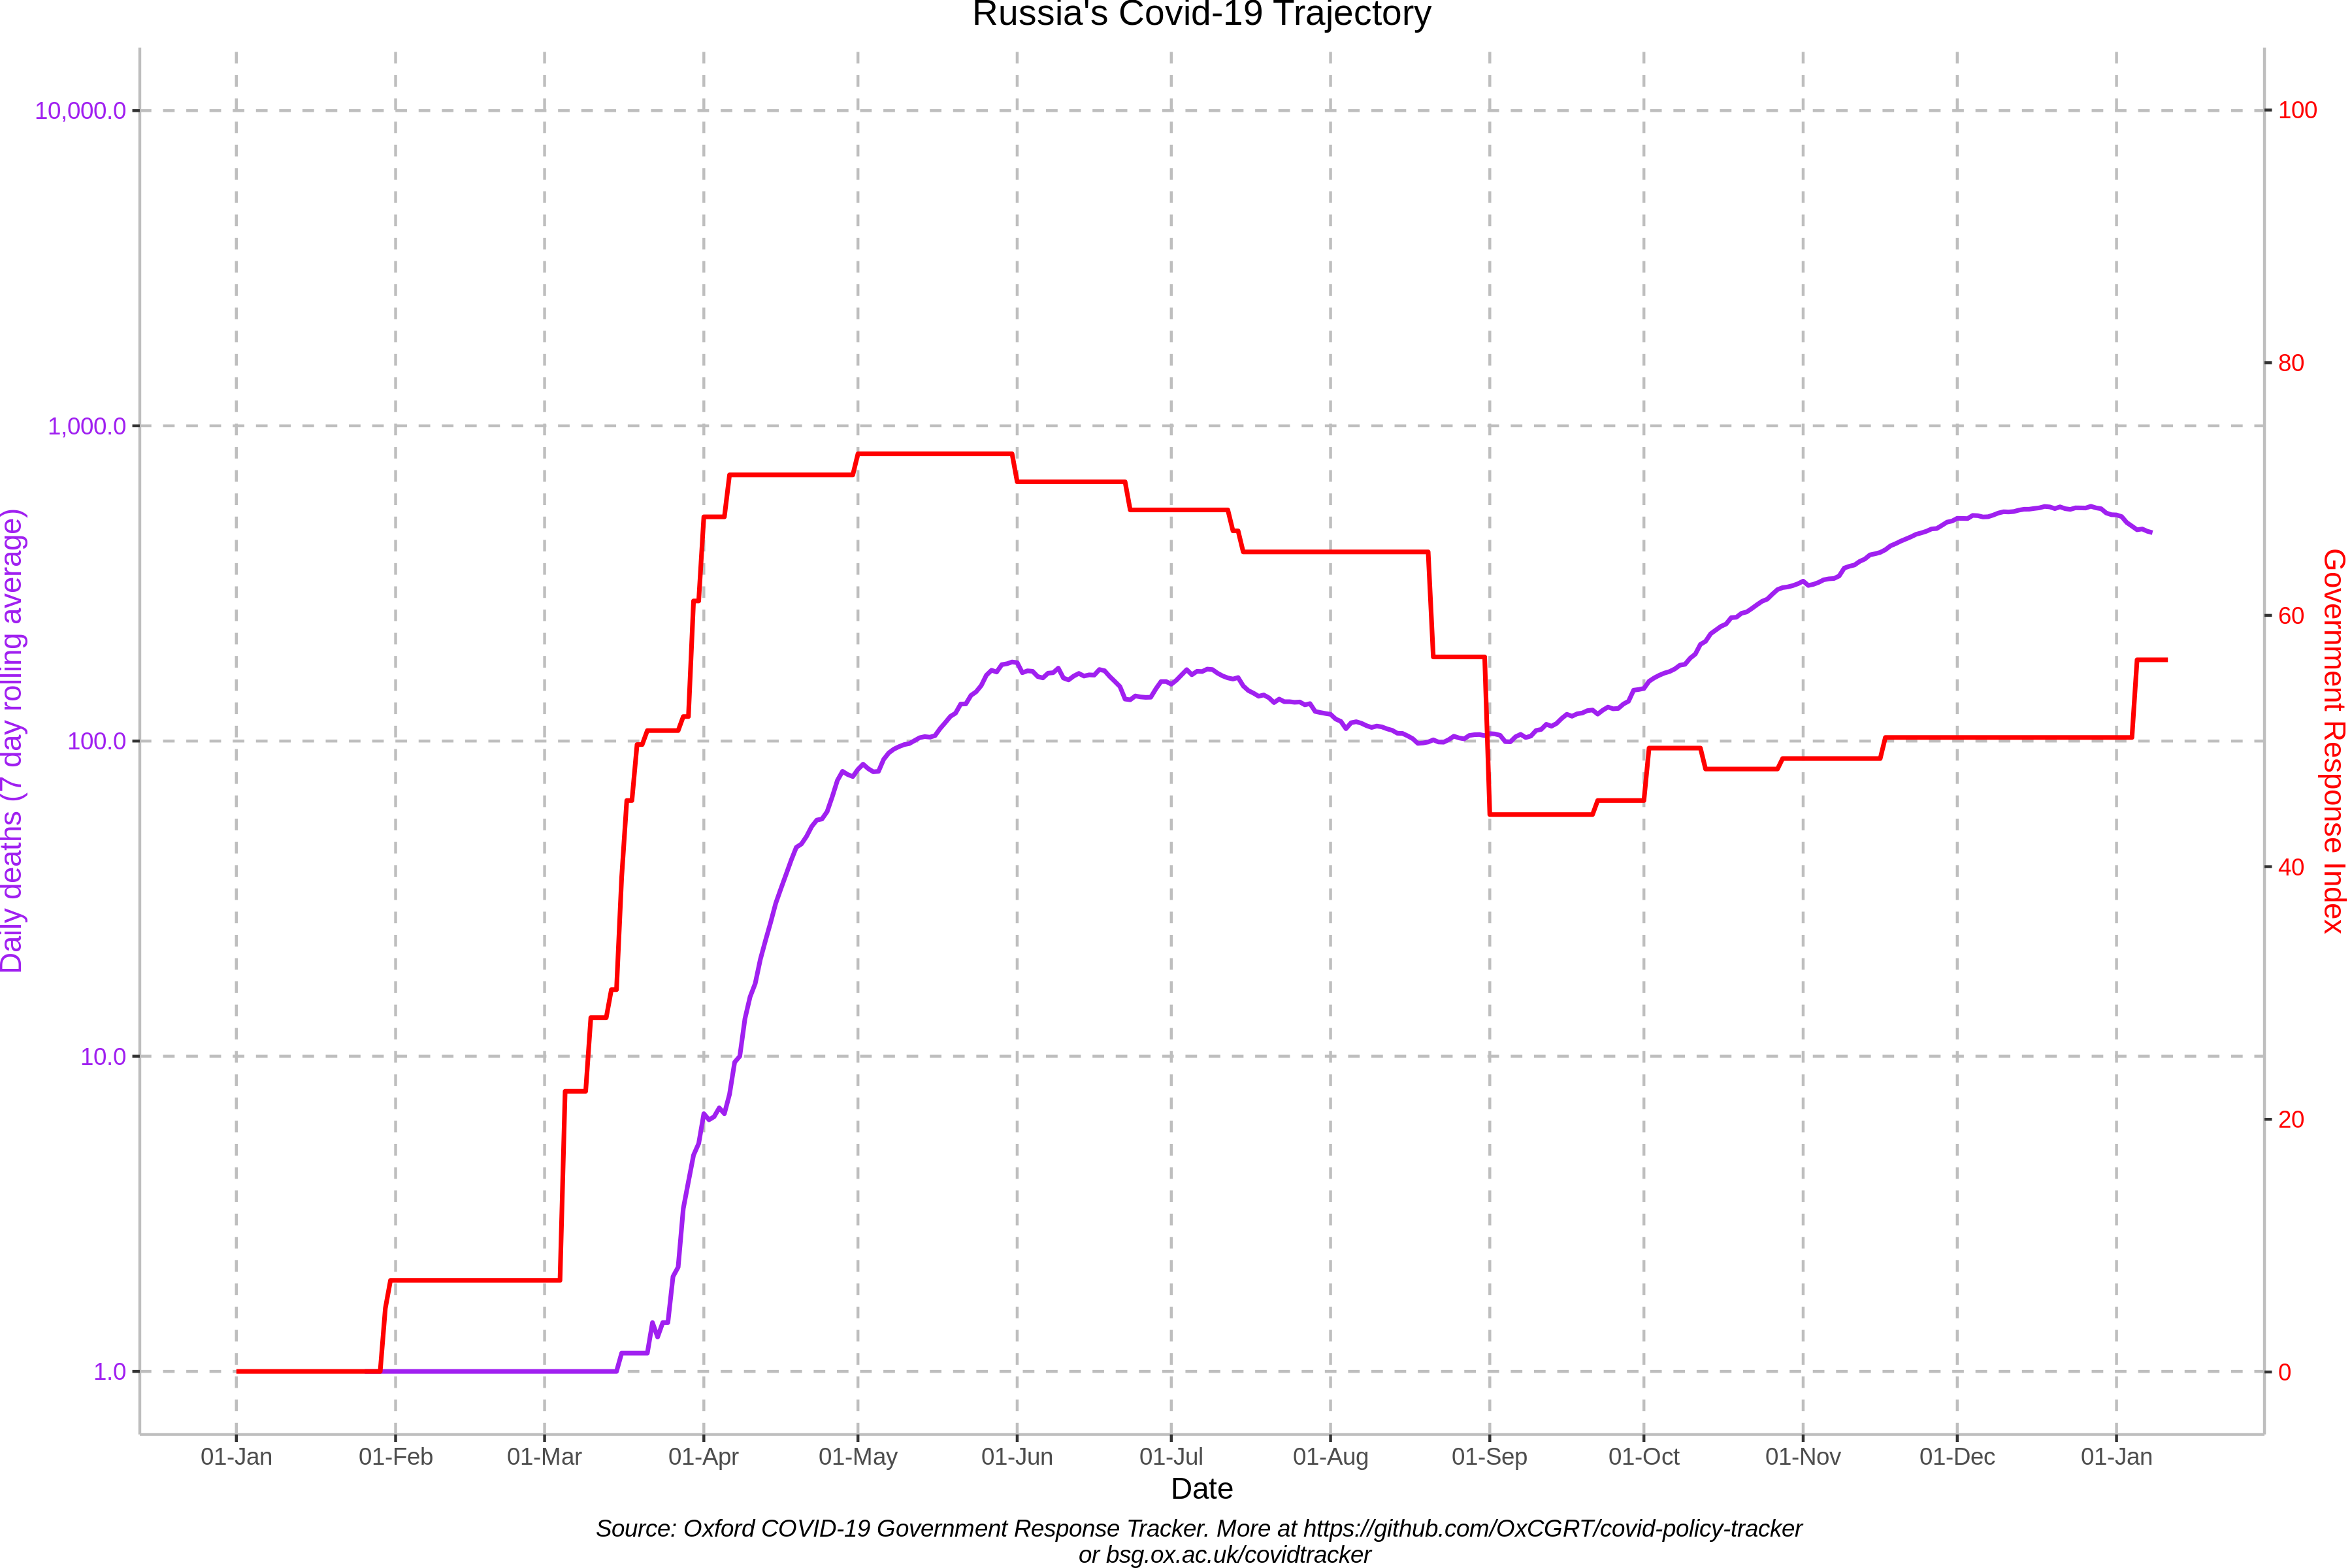 Russia's Covid-19 Trajectory
10,000.0
1,000.0
100.0
10.0
1.0
Daily deaths (7 day rolling average)
100
80
60
40
20
0
Government Response Index
01-Jan 01-Feb 01-Mar 01-Apr 01-May 01-Jun 01-Jul 01-Aug 01-Sep 01-Oct 01-Nov 01-Dec 01-Jan
Date
Source: Oxford COVID-19 Government Response Tracker. More at https://github.com/OxCGRT/covid-policy-tracker
or bsg.ox.ac.uk/covidtracker